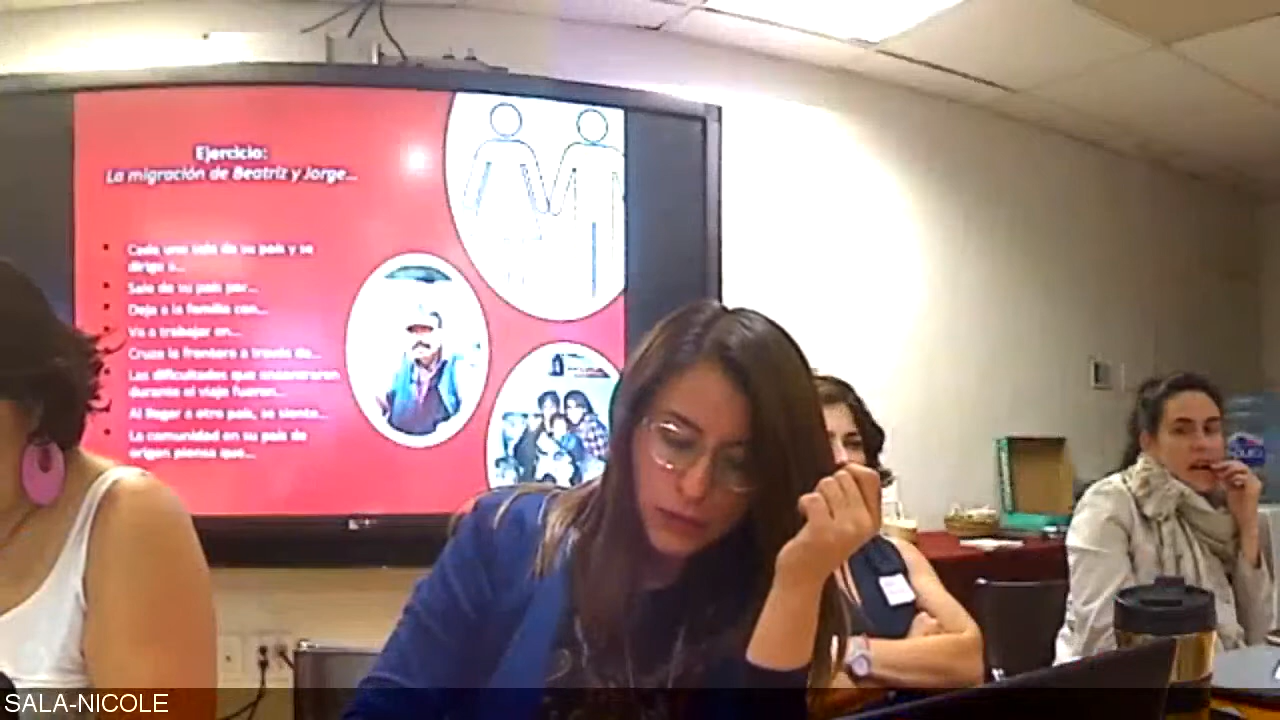 Ejercicio:
La migración de Beatriz y Jorge...
• Cada uno sale de su país y se
dirige a...
• Sale de su país por...
• Deja a la familia con...
• Va a trabajar en...
• Cruza la frontera a través de...
• Las dificultades que encontraron
durante el viaje fueron...
• Al llegar a otro país, se siente...
• La comunidad en su país de
origen piensa que...
SALA-NICOLE